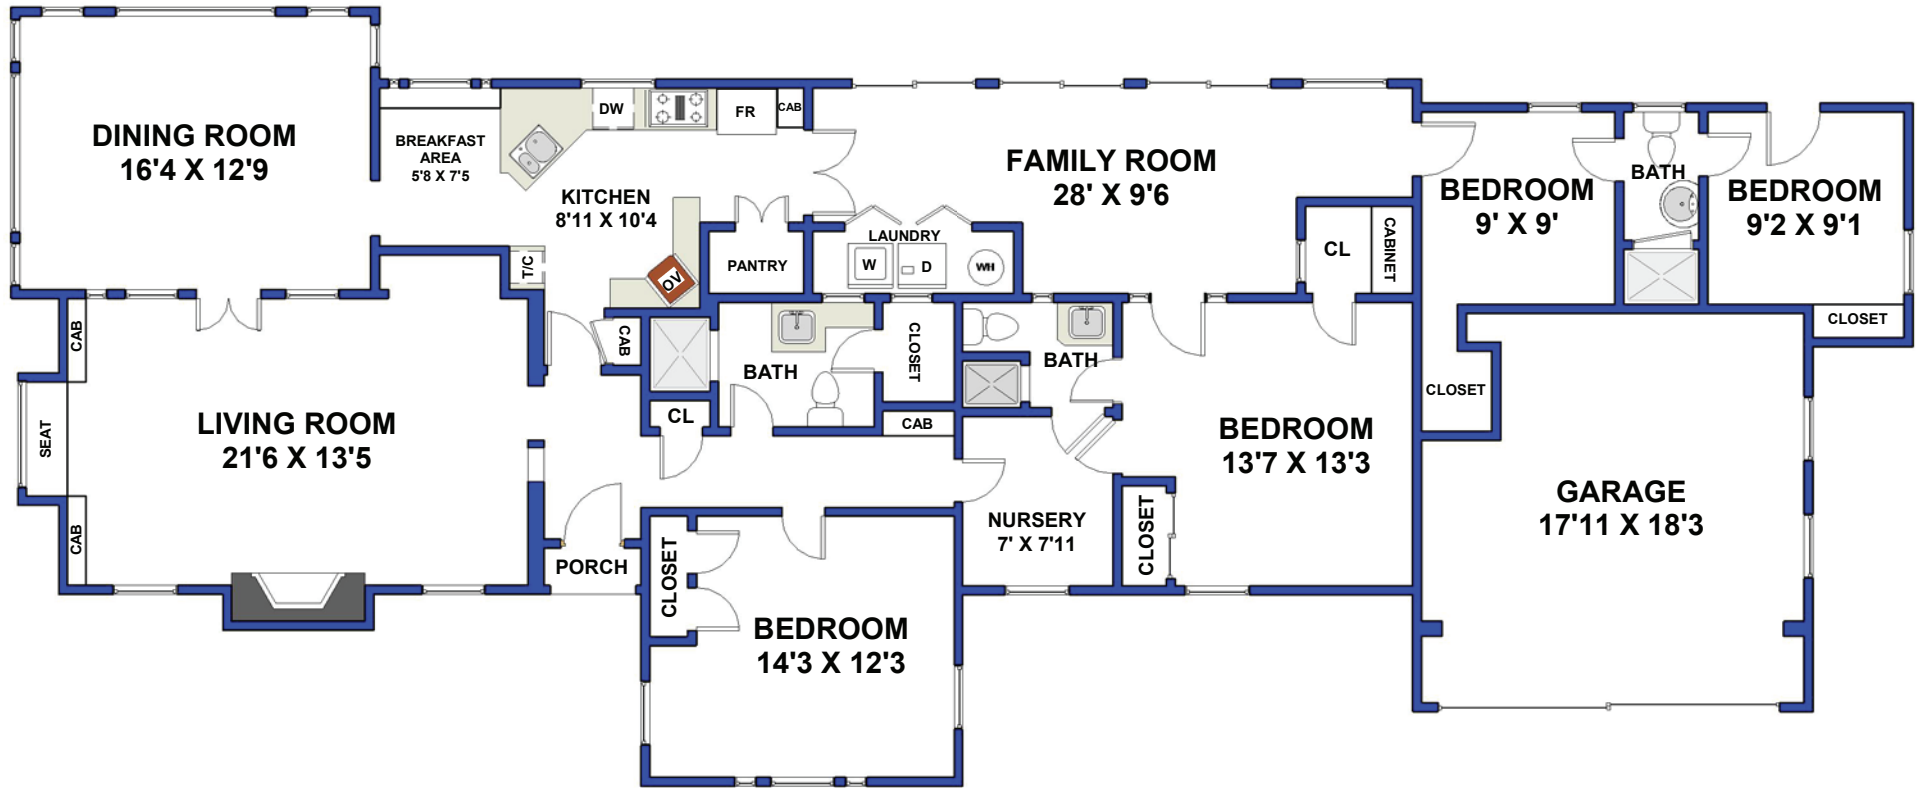 DINING ROOM
16'4 X 12'9
BREAKFAST
AREA
5'8 X 7'5
DW
FR
CAB
KITCHEN
8'11 X 10'4
T/C
OV
PANTRY
LAUNDRY
W
D
WH
FAMILY ROOM
28' X 9'6
CL
CABINET
BEDROOM
9' X 9'
BATH
BEDROOM
9'2 X 9'1
CLOSET
CAB
SEAT
CAB
LIVING ROOM
21'6 X 13'5
CAB
BATH
CL
CLOSET
CAB
BATH
BEDROOM
13'7 X 13'3
CLOSET
GARAGE
17'11 X 18'3
PORCH
CLOSET
BEDROOM
14'3 X 12'3
NURSERY
7' X 7'11
CLOSET